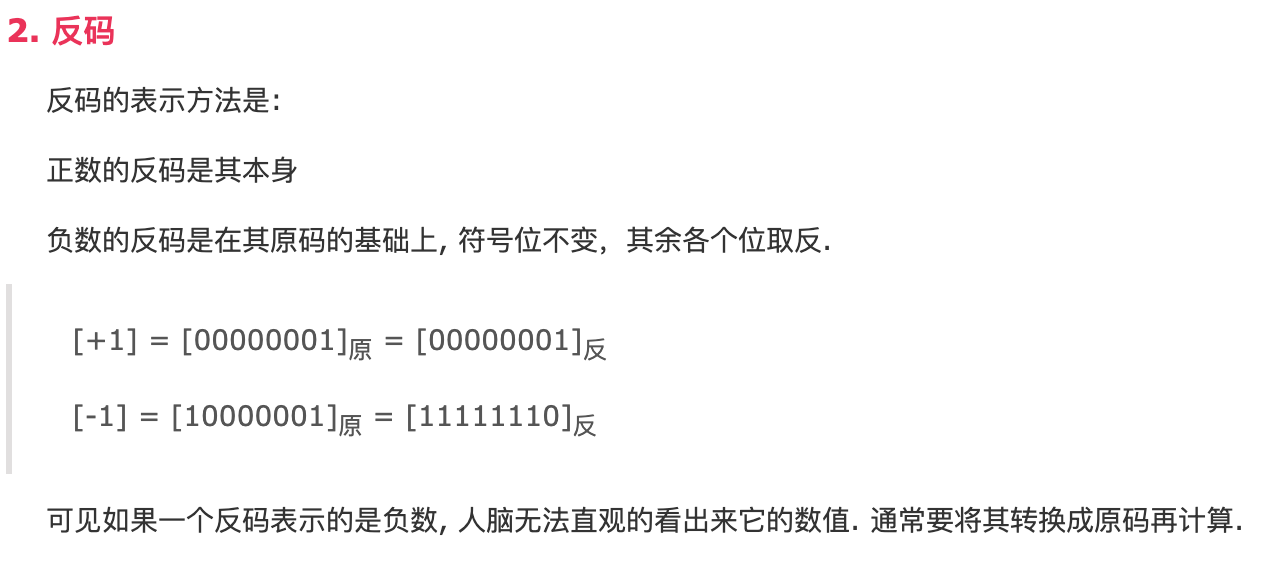 2. 反码
反码的表示方法是:
正数的反码是其本身
负数的反码是在其原码的基础上, 符号位不变，其余各个位取反.
[+1] = [00000001]原 = [00000001]反
[-1] = [10000001]原 = [11111110]反
可见如果一个反码表示的是负数, 人脑无法直观的看出来它的数值. 通常要将其转换成原码再计算.